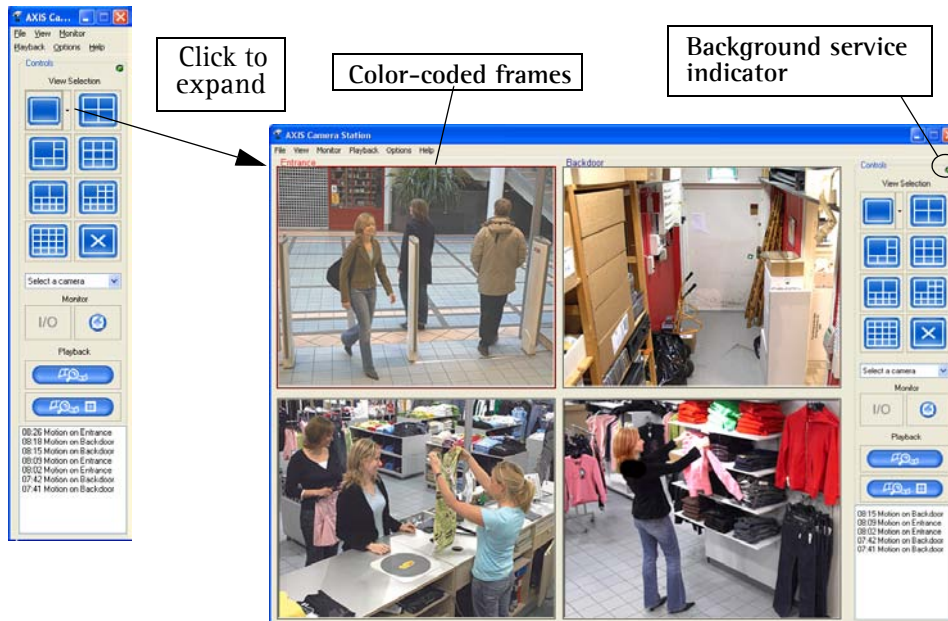 AXIS Ca...
File View Monitor
Playback Options Help
Controls
View Selection
Select a camera
Monitor
I/O
Playback
08:26 Motion on Entrance
08:18 Motion on Backdoor
08:15 Motion on Backdoor
08:09 Motion on Entrance
08:02 Motion on Entrance
07:42 Motion on Backdoor
07:41 Motion on Backdoor
Click to
expand
Color-coded frames
Background service
indicator
AXIS Camera Station
File View Monitor Playback Options Help
Entrance
Backdoor
Controls
View Selection
Select a camera
Monitor
I/O
Playback
08:15 Motion on Backdoor
08:09 Motion on Entrance
08:02 Motion on Entrance
07:42 Motion on Backdoor
07:41 Motion on Backdoor